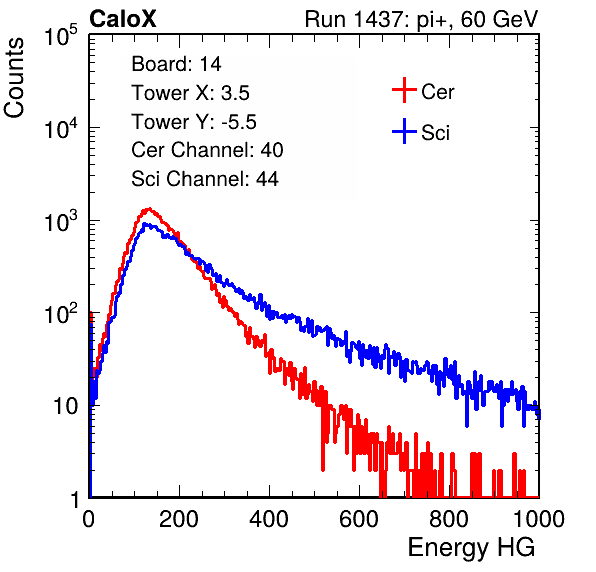 CaloX Run 1437: pi+, 60 GeV
Counts
Board: 14
Tower X: 3.5
Tower Y: -5.5
Cer Channel: 40
Sci Channel: 44
Cer
Sci
10^5
10^4
10^3
10^2
10
1
0 200 400 600 800 1000
Energy HG